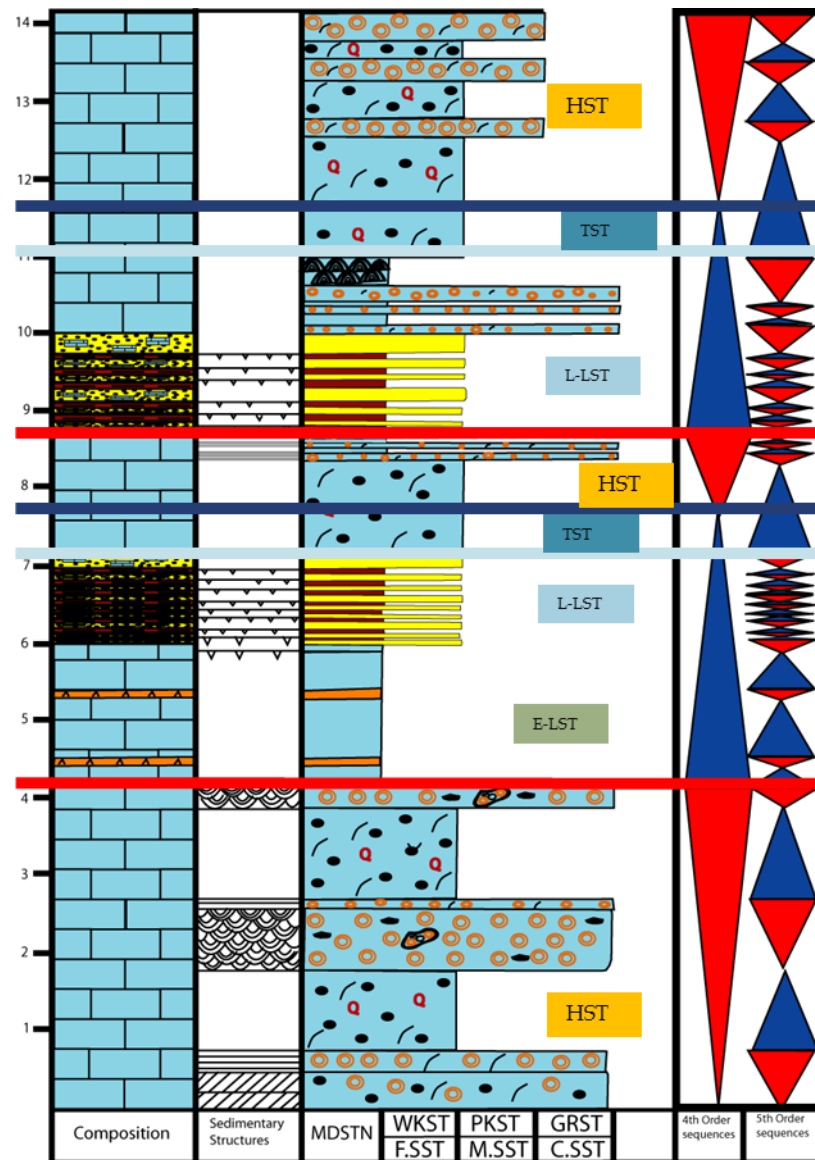 14
Q
Q
13
HST
12
Q
Q
Q
TST
11
10
L-LST
9
8
HST
TST
7
L-LST
6
5
E-LST
4
Q
3
Q
2
1
Q
Q
HST
Composition
Sedimentary
Structures
MDSTN
WKST
PKST
GRST
F.SST
M.SST
C.SST
4th Order
sequences
5th Order
sequences